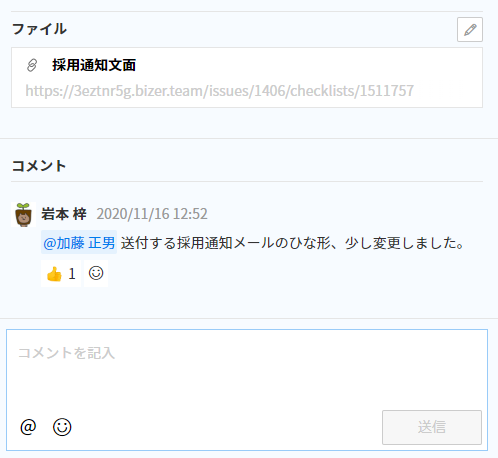 ファイル
採用通知文面
https://3eztnr5g.bizer.team/issues/1406/checklists/1511757
コメント
岩本 梓 2020/11/16 12:52
@加藤 正男 送付する採用通知メールのひな形、少し変更しました。
👍 1
コメントを記入
@
送信